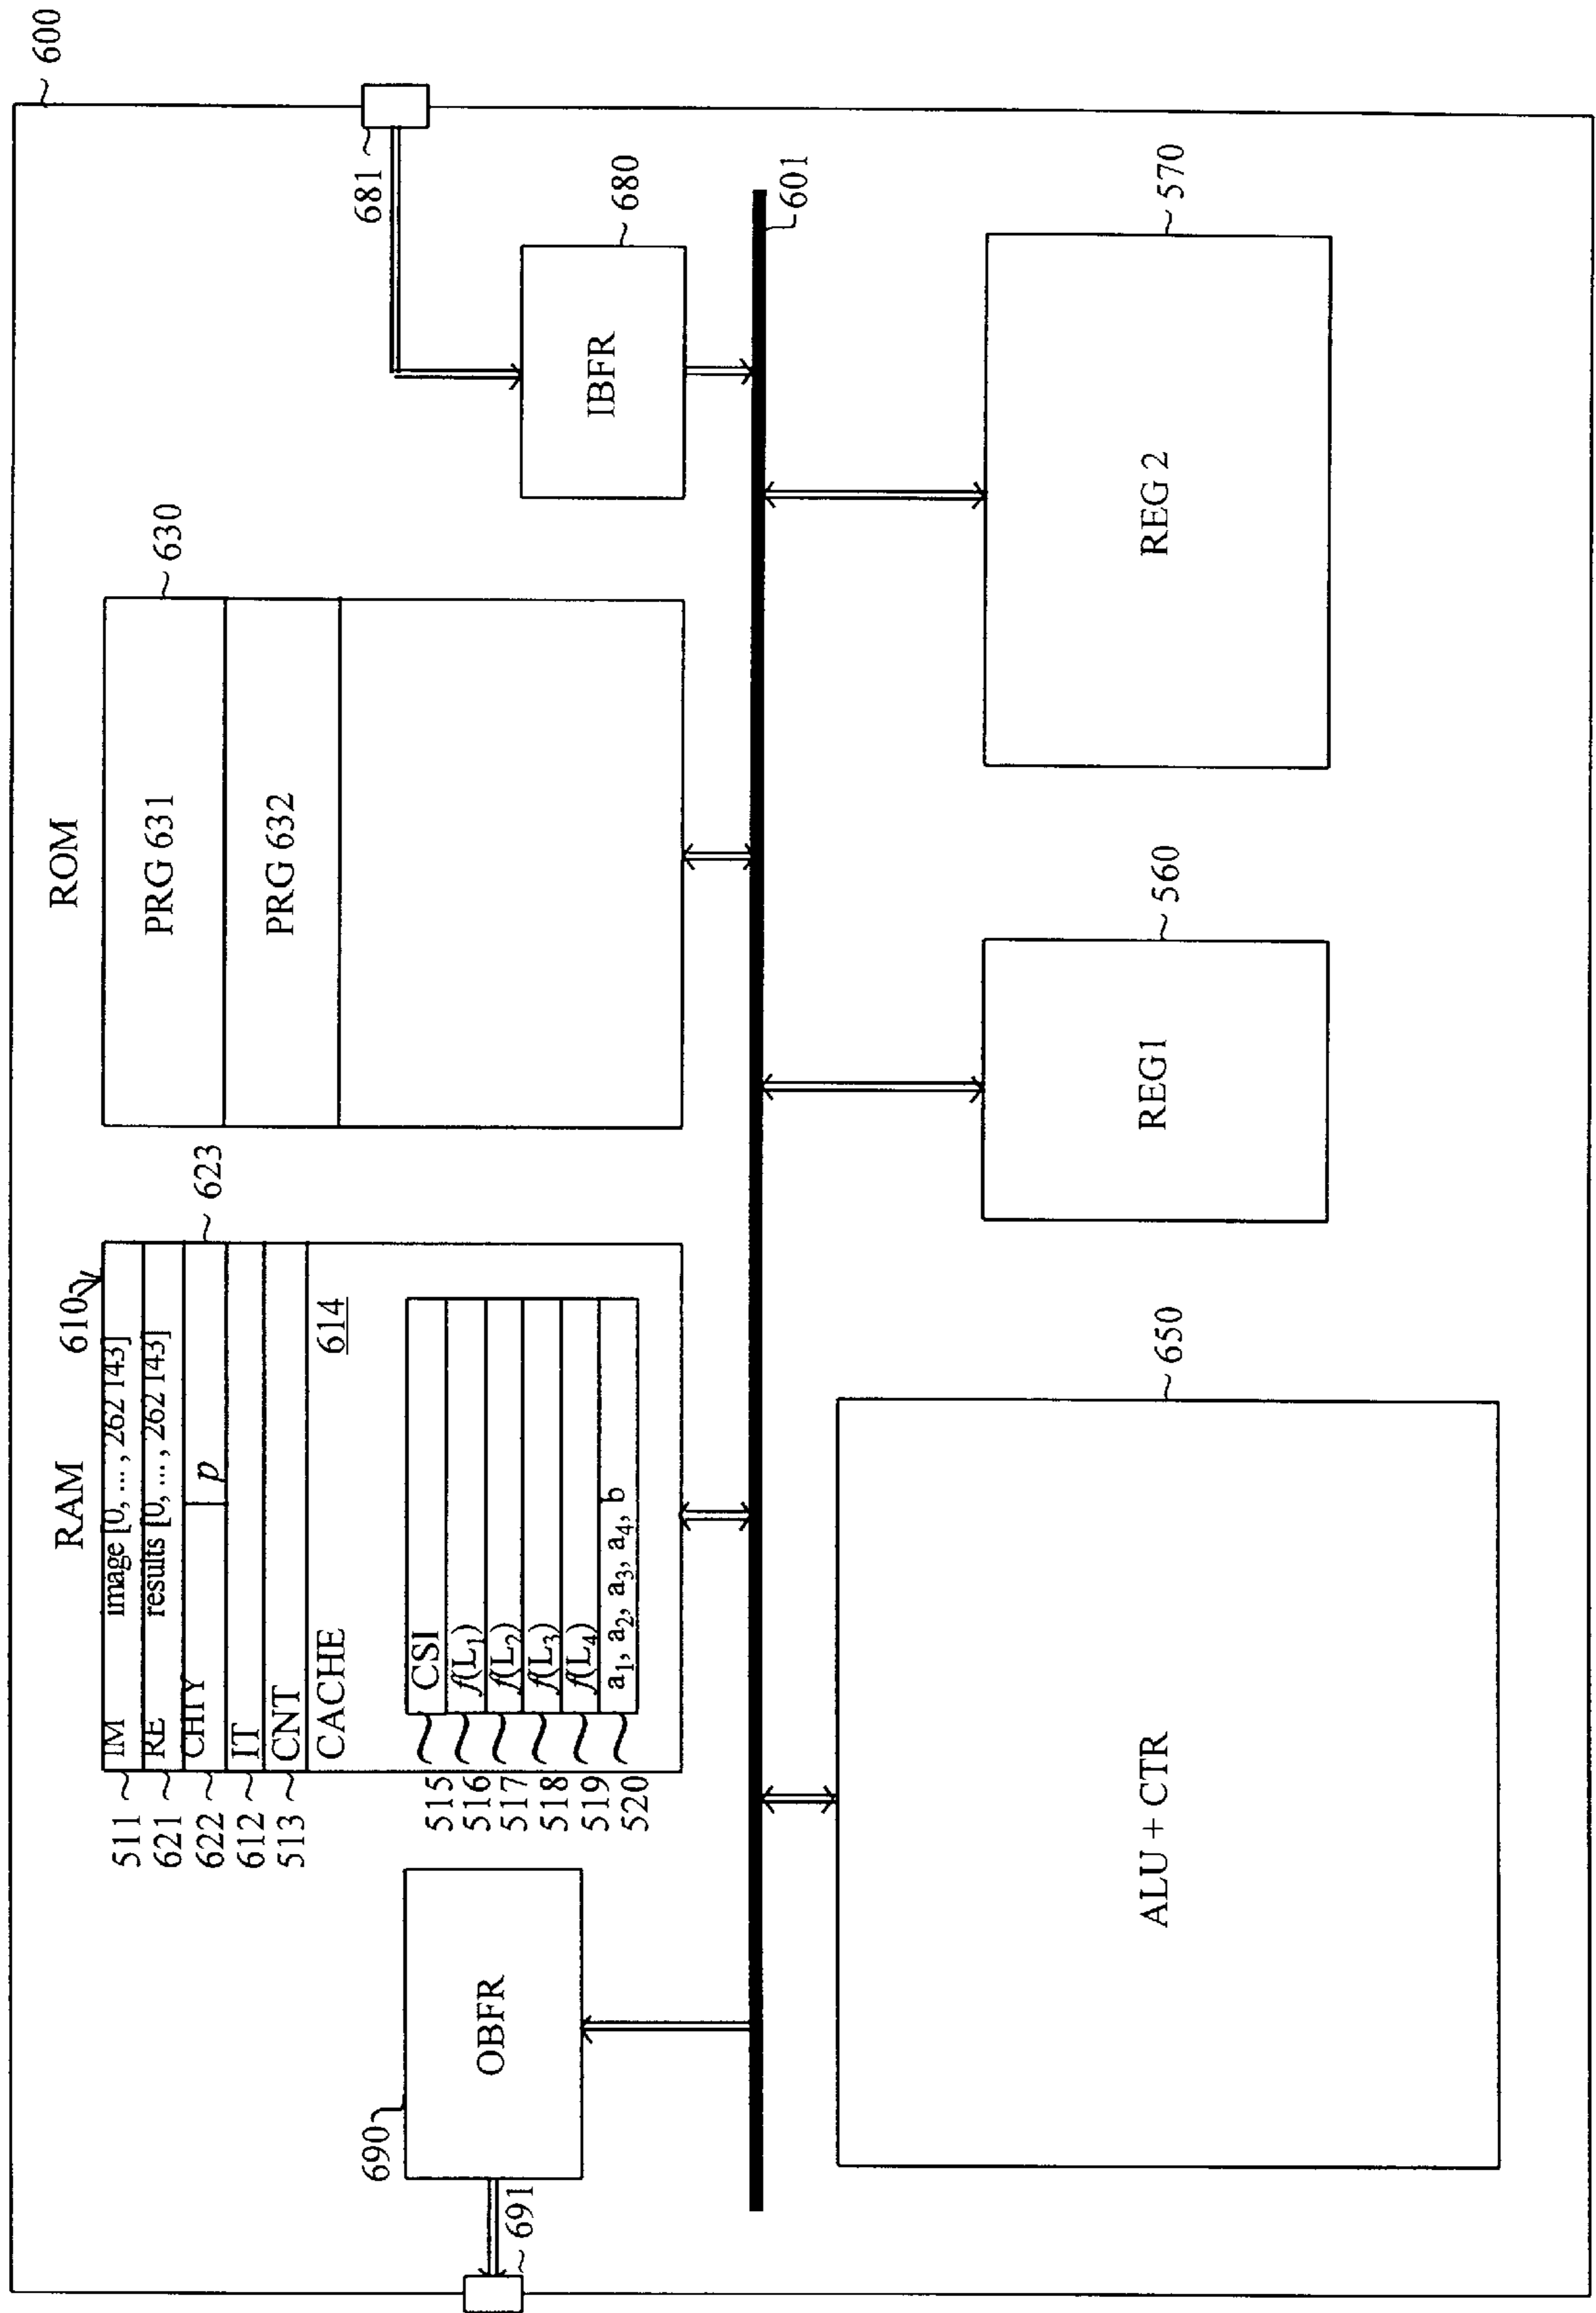 600
681
680
IBFR
601
570
REG 2
ROM
630
PRG 631
PRG 632
560
REG1
RAM
610
623
IM image [0, ... , 262 143]
RE results [0, ... , 262 143]
CHIY p
IT
CNT
CACHE
614
CSI
f(L₁)
f(L₂)
f(L₃)
f(L₄)
a₁, a₂, a₃, a₄, b
511
621
622
612
513
515
516
517
518
519
520
650
ALU + CTR
690
OBFR
691